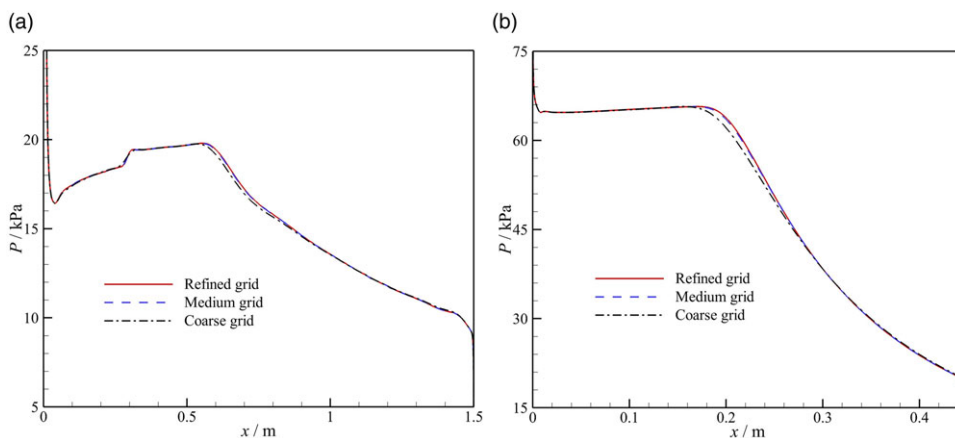 (a)
25
20
15
10
5
P / kPa
Refined grid
Medium grid
Coarse grid
0
0.5
1
1.5
x / m
(b)
75
60
45
30
15
P / kPa
Refined grid
Medium grid
Coarse grid
0
0.1
0.2
0.3
0.4
x / m